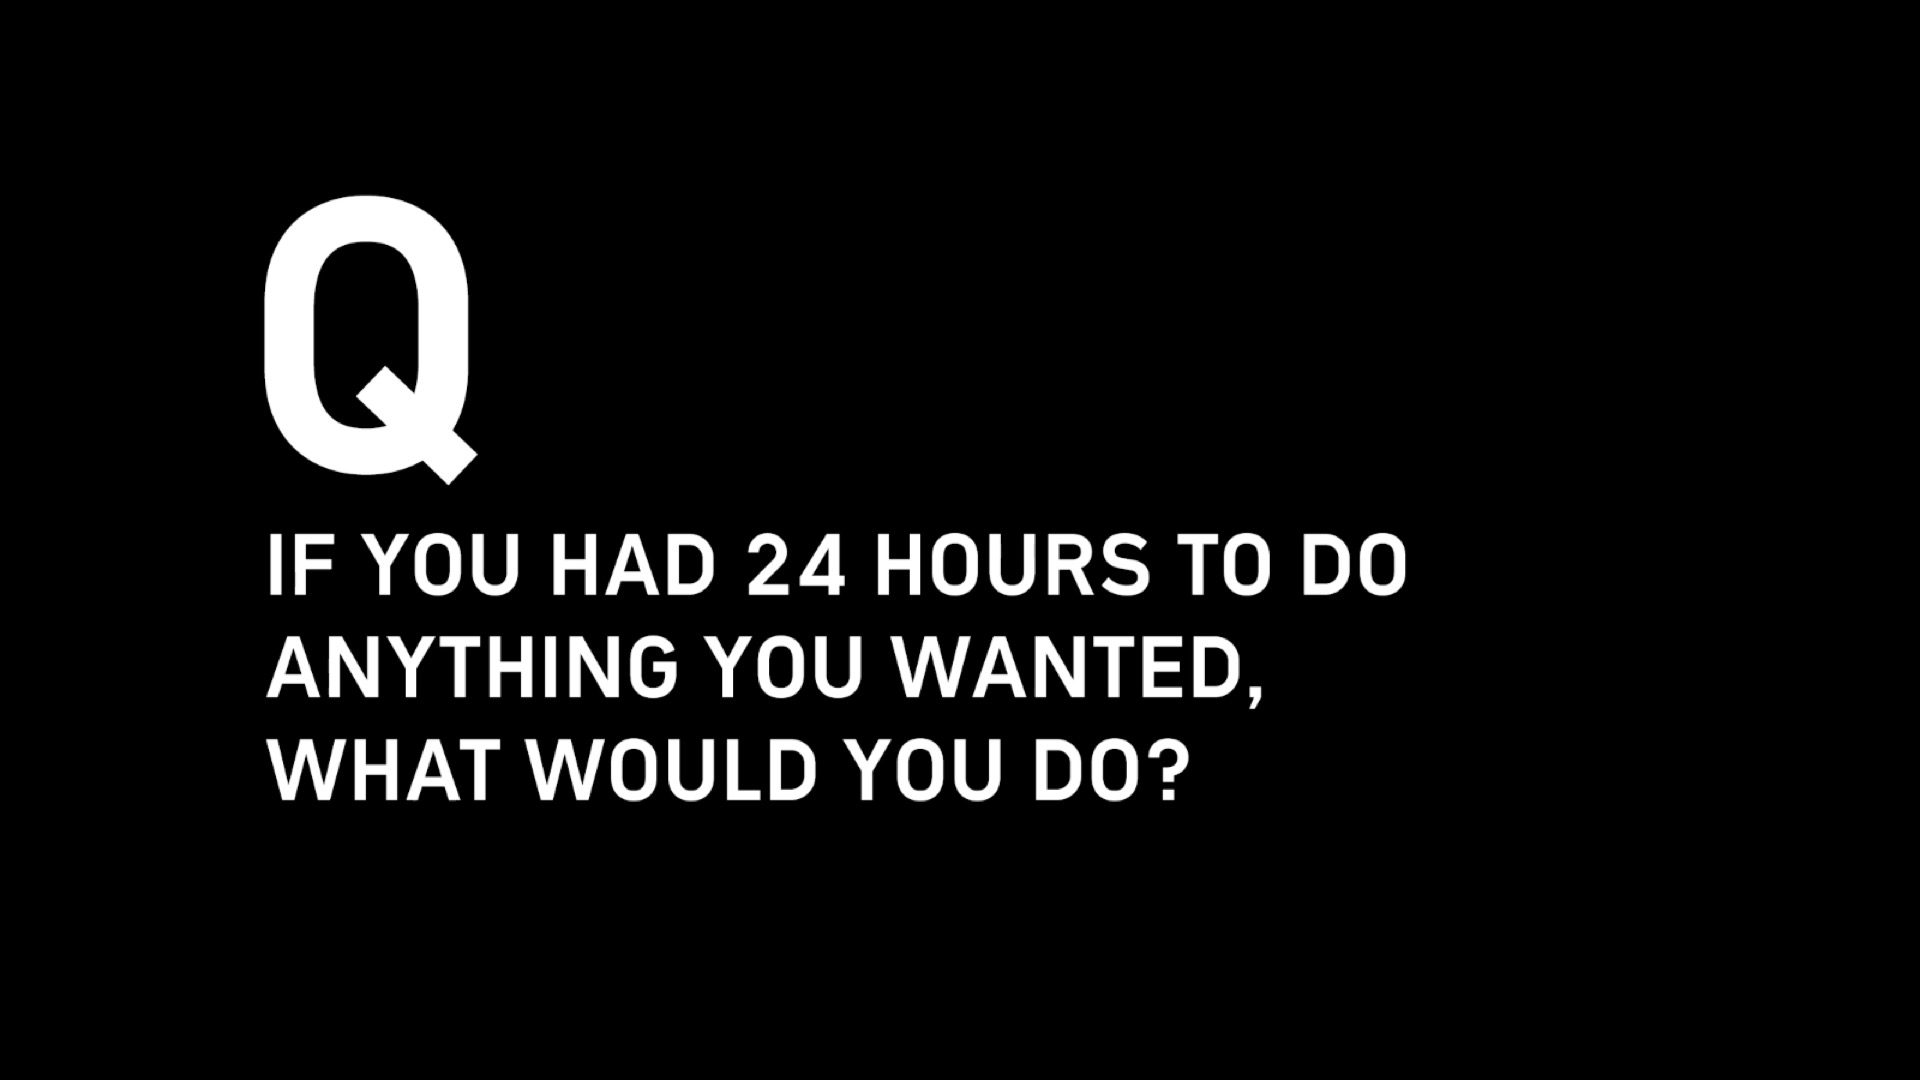 Q
IF YOU HAD 24 HOURS TO DO
ANYTHING YOU WANTED,
WHAT WOULD YOU DO?